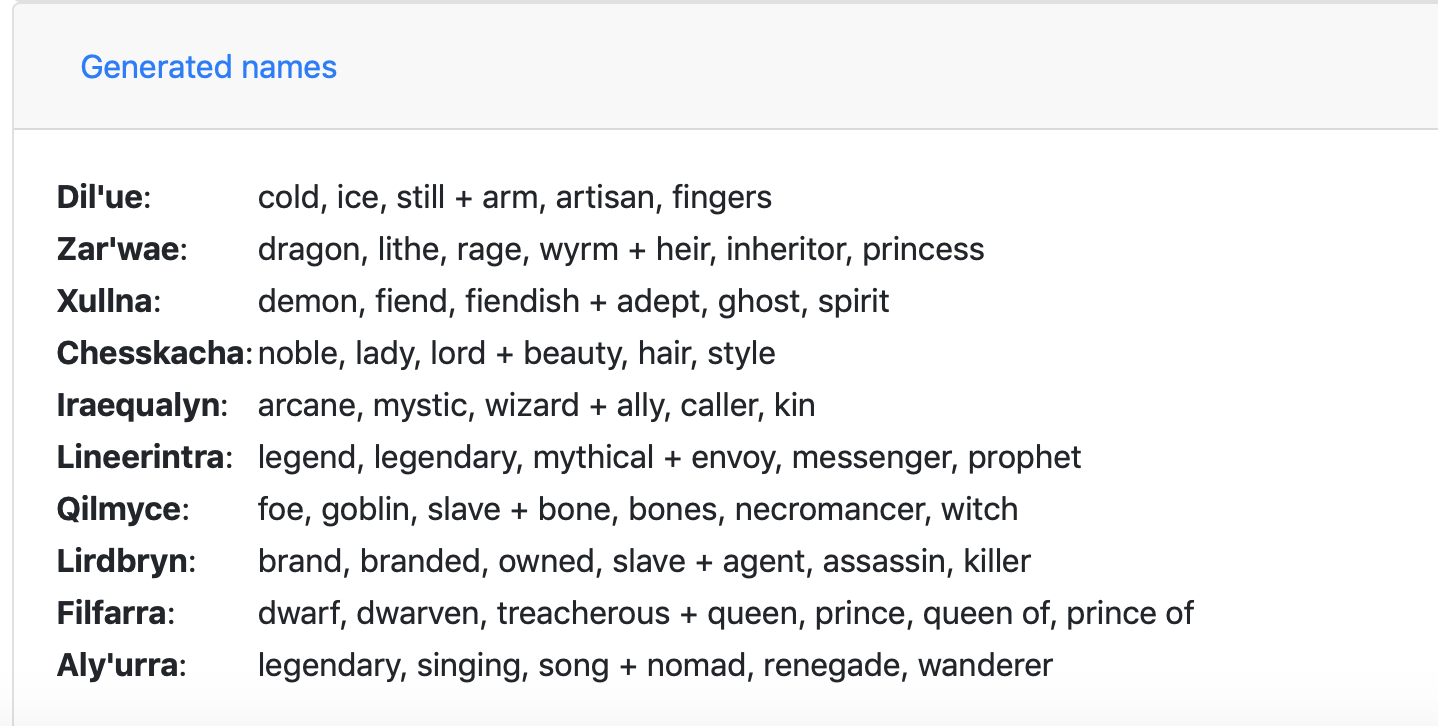 Generated names
Dil'ue: cold, ice, still + arm, artisan, fingers
Zar'wae: dragon, lithe, rage, wyrm + heir, inheritor, princess
Xullna: demon, fiend, fiendish + adept, ghost, spirit
Chesskacha: noble, lady, lord + beauty, hair, style
Iraequalyn: arcane, mystic, wizard + ally, caller, kin
Lineerintra: legend, legendary, mythical + envoy, messenger, prophet
Qilmyce: foe, goblin, slave + bone, bones, necromancer, witch
Lirdbryn: brand, branded, owned, slave + agent, assassin, killer
Filfarra: dwarf, dwarven, treacherous + queen, prince, queen of, prince of
Aly'urra: legendary, singing, song + nomad, renegade, wanderer